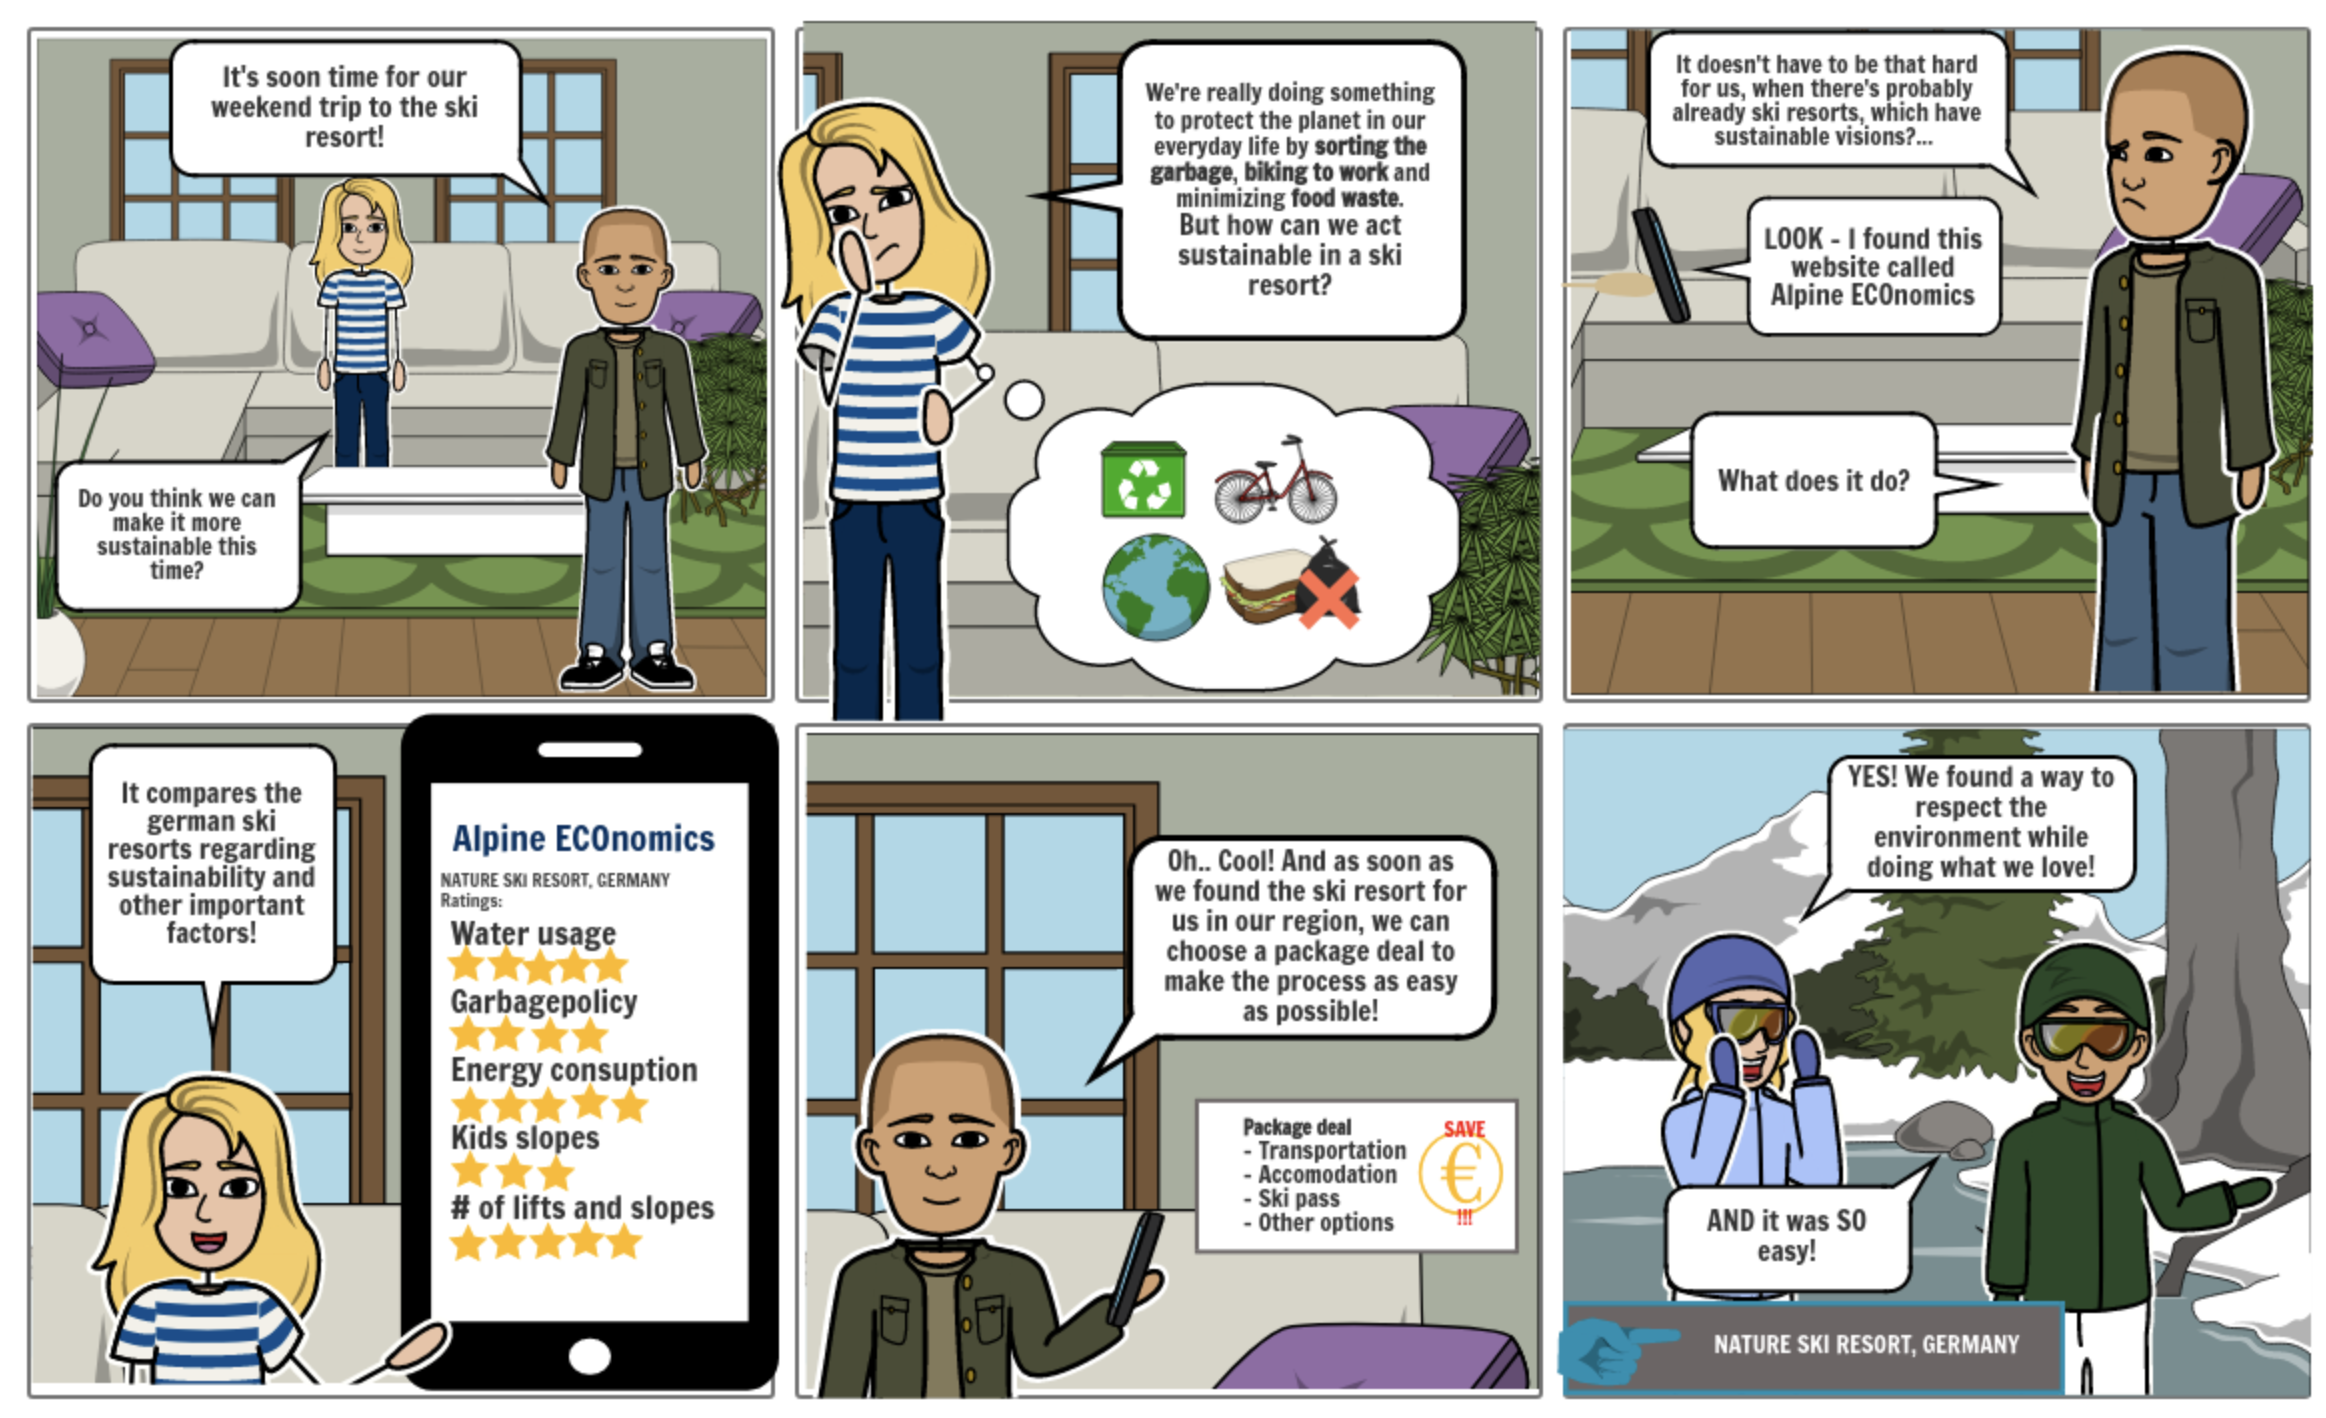 It's soon time for our
weekend trip to the ski
resort!
Do you think we can
make it more
sustainable this
time?
We're really doing something
to protect the planet in our
everyday life by sorting the
garbage, biking to work and
minimizing food waste.
But how can we act
sustainable in a ski
resort?
It doesn't have to be that hard
for us, when there's probably
already ski resorts, which have
sustainable visions?...
LOOK - I found this
website called
Alpine ECOnomics
What does it do?
It compares the
german ski
resorts regarding
sustainability and
other important
factors!
Alpine ECOnomics
NATURE SKI RESORT, GERMANY
Ratings:
Water usage
Garbagepolicy
Energy consuption
Kids slopes
# of lifts and slopes
Oh.. Cool! And as soon as
we found the ski resort for
us in our region, we can
choose a package deal to
make the process as easy
as possible!
Package deal
- Transportation
- Accomodation
- Ski pass
- Other options
SAVE
€
!!!
YES! We found a way to
respect the
environment while
doing what we love!
AND it was SO
easy!
NATURE SKI RESORT, GERMANY